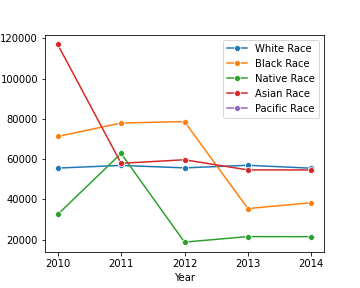 120000
100000
80000
60000
40000
20000
2010 2011 2012 2013 2014
Year
White Race
Black Race
Native Race
Asian Race
Pacific Race